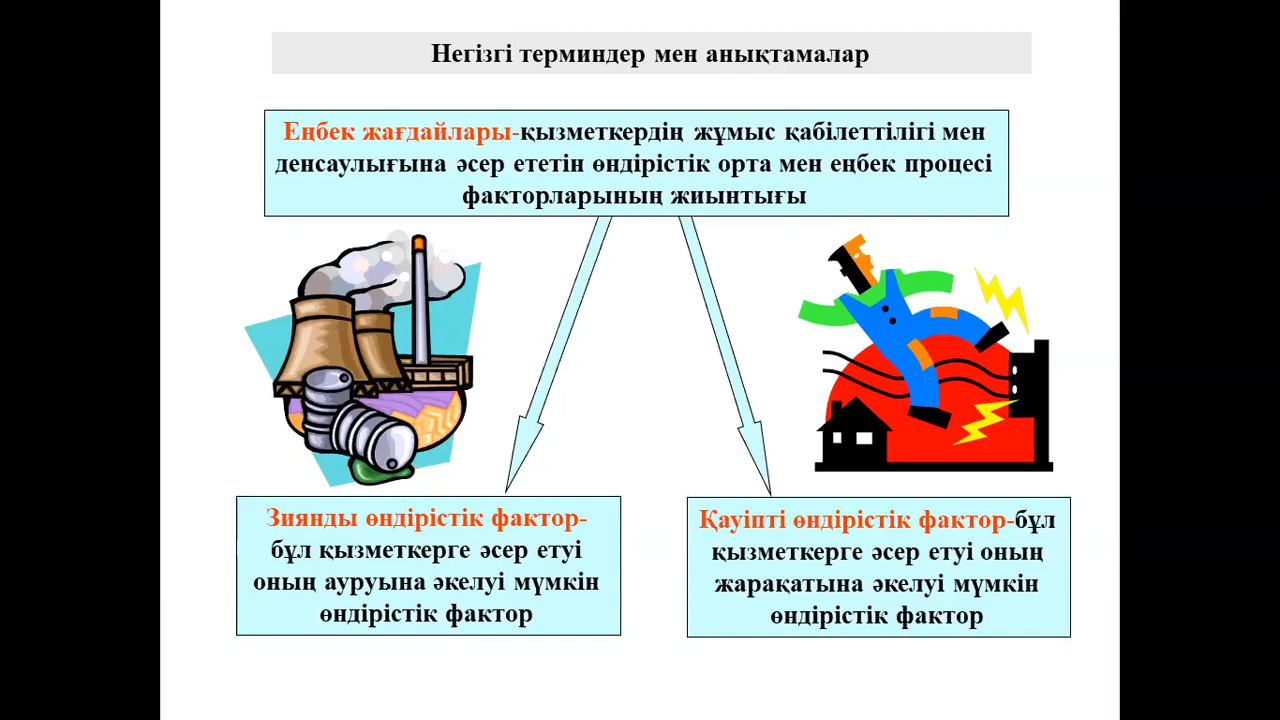 Негізгі терминдер мен анықтамалар
Еңбек жағдайлары-қызметкердің жұмыс қабілеттілігі мен
денсаулығына әсер ететін өндірістік орта мен еңбек процесі
факторларының жиынтығы
Зиянды өндірістік фактор-
бұл қызметкерге әсер етуі
оның ауруына әкелуі мүмкін
өндірістік фактор
Қауіпті өндірістік фактор-бұл
қызметкерге әсер етуі оның
жарақатына әкелуі мүмкін
өндірістік фактор